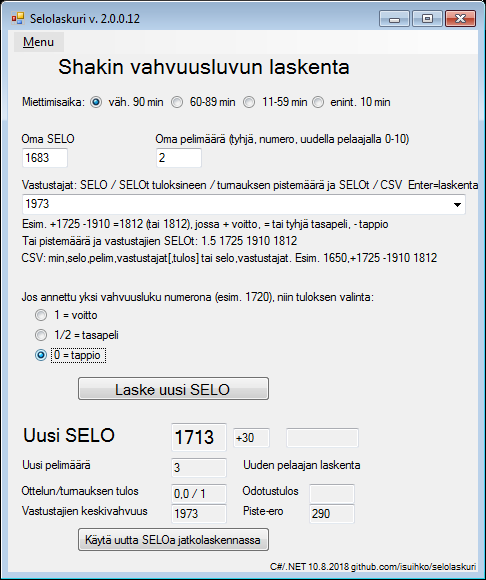 Selolaskuri v. 2.0.0.12
Menu
Shakin vahvuusluvun laskenta
Miettimisaika: väh. 90 min 60-89 min 11-59 min enint. 10 min
Oma SELO Oma pelimäärä (tyhjä, numero, uudella pelaajalla 0-10)
1683 2
Vastustajat: SELO / SELOt tuloksineen / turnauksen pistemäärä ja SELOt / CSV Enter=laskenta
1973
Esim. +1725 -1910 =1812 (tai 1812), jossa + voitto, = tai tyhjä tasapeli, - tappio
Tai pistemäärä ja vastustajien SELOt: 1.5 1725 1910 1812
CSV: min,selo,pelim,vastustajat[,tulos] tai selo,vastustajat. Esim. 1650,+1725 -1910 1812
Jos annettu yksi vahvuusluku numerona (esim. 1720), niin tuloksen valinta:
1 = voitto
1/2 = tasapeli
0 = tappio
Laske uusi SELO
Uusi SELO 1713 +30
Uusi pelimäärä 3 Uuden pelaajan laskenta
Ottelun/turnauksen tulos 0,0 / 1 Odotustulos
Vastustajien keskivahvuus 1973 Piste-ero 290
Käytä uutta SELOa jatkolaskennassa
C#/.NET 10.8.2018 github.com/isuihko/selolaskuri